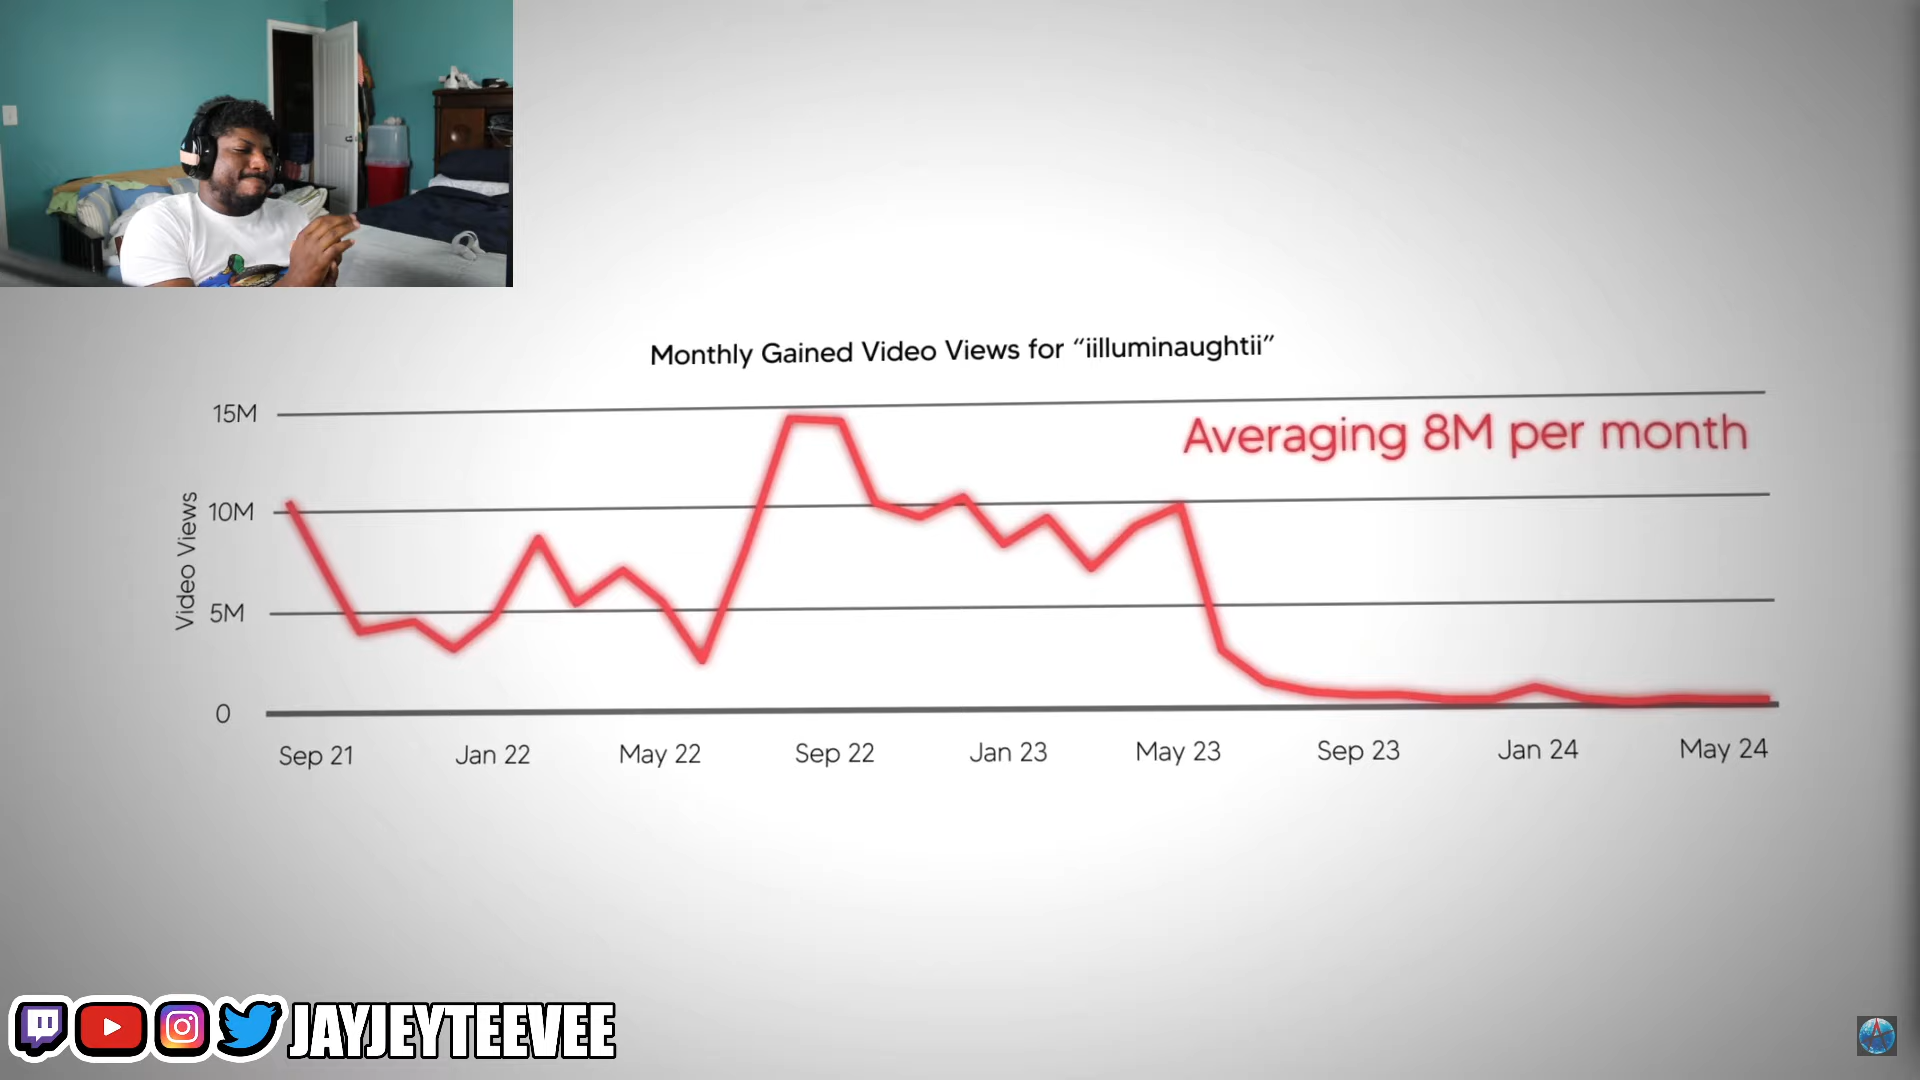 Monthly Gained Video Views for “iilluminaughtii”
Averaging 8M per month
Video Views
15M
10M
5M
0
Sep 21
Jan 22
May 22
Sep 22
Jan 23
May 23
Sep 23
Jan 24
May 24
JAYJEYTEEVEE